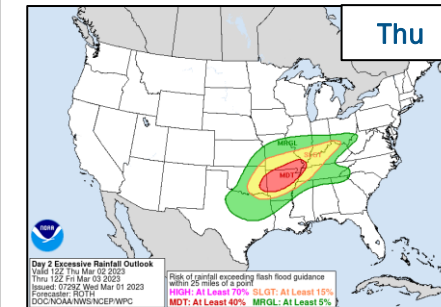 Thu
MRGL
SLGT
MDT
NOAA
Day 2 Excessive Rainfall Outlook
Valid 12Z Thu Mar 02 2023
Thru 12Z Fri Mar 03 2023
Issued: 0729Z Wed Mar 01 2023
Forecaster: ROTH
DOC/NOAA/NWS/NCEP/WPC
Risk of rainfall exceeding flash flood guidance
within 25 miles of a point
HIGH: At Least 70% SLGT: At Least 15%
MDT: At Least 40% MRGL: At Least 5%